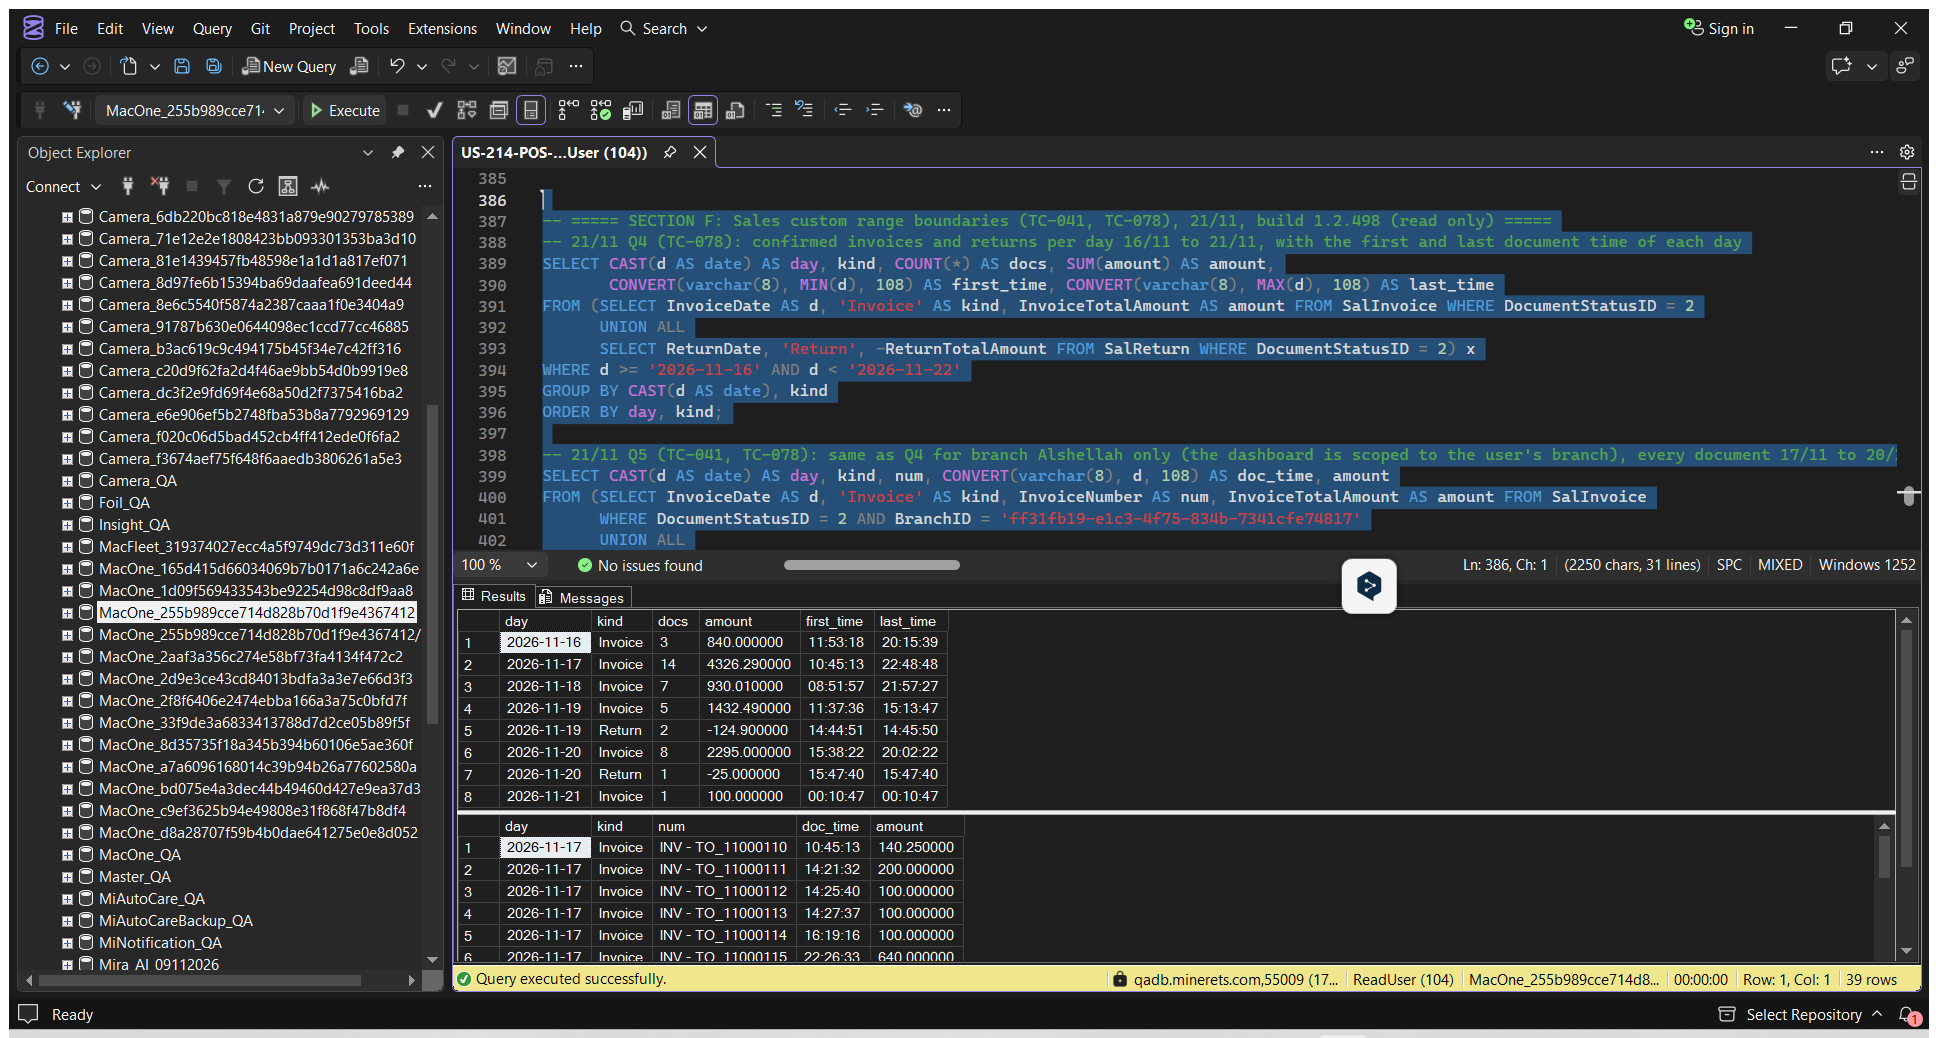 File Edit View Query Git Project Tools Extensions Window Help Search Sign in
New Query
MacOne_255b989cce71 Execute
Object Explorer
Connect
Camera_6db220bc818e4831a879e90279785389
Camera_71e12e2e1808423bb093301353ba3d10
Camera_81e1439457fb48598e1a1d1a817ef071
Camera_8d97fe6b15394ba69daafea691deed44
Camera_8e6c5540f5874a2387caaa1f0e3404a9
Camera_91787b630e0644098ec1ccd77cc46885
Camera_b3ac619c9c494175b45f34e7c42ff316
Camera_c20d9f62fa2d4f46ae9bb54d0b9919e8
Camera_dc3f2e9fd69f4e68a50d2f7375416ba2
Camera_e6e906ef5b2748fba53b8a7792969129
Camera_f020c06d5bad452cb4ff412ede0f6fa2
Camera_f3674aef75f648f6aaedb3806261a5e3
Camera_QA
Foil_QA
Insight_QA
MacFleet_319374027ecc4a5f9749dc73d311e60f
MacOne_165d415d66034069b7b0171a6c242a6e
MacOne_1d09f569433543be92254d98c8df9aa8
MacOne_255b989cce714d828b70d1f9e4367412
MacOne_255b989cce714d828b70d1f9e4367412/
MacOne_2aaf3a356c274e58bf73fa4134f472c2
MacOne_2d9e3ce43cd84013bdfa3a3e7e66d3f3
MacOne_2f8f6406e2474ebba166a3a75c0bfd7f
MacOne_33f9de3a6833413788d7d2ce05b89f5f
MacOne_8d35735f18a345b394b60106e5ae360f
MacOne_a7a6096168014c39b94b26a77602580a
MacOne_bd075e4a3dec44b49460d427e9ea37d3
MacOne_c9ef3625b94e49808e31f868f47b8df4
MacOne_d8a28707f59b4b0dae641275e0e8d052
MacOne_QA
Master_QA
MiAutoCare_QA
MiAutoCareBackup_QA
MiNotification_QA
Mira_AI_09112026
US-214-POS-...User (104))
385
386
387 -- ===== SECTION F: Sales custom range boundaries (TC-041, TC-078), 21/11, build 1.2.498 (read only) =====
388 -- 21/11 Q4 (TC-078): confirmed invoices and returns per day 16/11 to 21/11, with the first and last document time of each day
389 SELECT CAST(d AS date) AS day, kind, COUNT(*) AS docs, SUM(amount) AS amount,
390 CONVERT(varchar(8), MIN(d), 108) AS first_time, CONVERT(varchar(8), MAX(d), 108) AS last_time
391 FROM (SELECT InvoiceDate AS d, 'Invoice' AS kind, InvoiceTotalAmount AS amount FROM SalInvoice WHERE DocumentStatusID = 2
392 UNION ALL
393 SELECT ReturnDate, 'Return', -ReturnTotalAmount FROM SalReturn WHERE DocumentStatusID = 2) x
394 WHERE d >= '2026-11-16' AND d < '2026-11-22'
395 GROUP BY CAST(d AS date), kind
396 ORDER BY day, kind;
397
398 -- 21/11 Q5 (TC-041, TC-078): same as Q4 for branch Alshellah only (the dashboard is scoped to the user's branch), every document 17/11 to 20/
399 SELECT CAST(d AS date) AS day, kind, num, CONVERT(varchar(8), d, 108) AS doc_time, amount
400 FROM (SELECT InvoiceDate AS d, 'Invoice' AS kind, InvoiceNumber AS num, InvoiceTotalAmount AS amount FROM SalInvoice
401 WHERE DocumentStatusID = 2 AND BranchID = 'ff31fb19-e1c3-4f75-834b-7341cfe74817'
402 UNION ALL
100 % No issues found Ln: 386, Ch: 1 (2250 chars, 31 lines) SPC MIXED Windows 1252
Results Messages
day kind docs amount first_time last_time
1 2026-11-16 Invoice 3 840.000000 11:53:18 20:15:39
2 2026-11-17 Invoice 14 4326.290000 10:45:13 22:48:48
3 2026-11-18 Invoice 7 930.010000 08:51:57 21:57:27
4 2026-11-19 Invoice 5 1432.490000 11:37:36 15:13:47
5 2026-11-19 Return 2 -124.900000 14:44:51 14:45:50
6 2026-11-20 Invoice 8 2295.000000 15:38:22 20:02:22
7 2026-11-20 Return 1 -25.000000 15:47:40 15:47:40
8 2026-11-21 Invoice 1 100.000000 00:10:47 00:10:47
day kind num doc_time amount
1 2026-11-17 Invoice INV - TO_11000110 10:45:13 140.250000
2 2026-11-17 Invoice INV - TO_11000111 14:21:32 200.000000
3 2026-11-17 Invoice INV - TO_11000112 14:25:40 100.000000
4 2026-11-17 Invoice INV - TO_11000113 14:27:37 100.000000
5 2026-11-17 Invoice INV - TO_11000114 16:19:16 100.000000
6 2026-11-17 Invoice INV - TO_11000115 22:26:33 640.000000
Query executed successfully. qadb.minerets.com,55009 (17... ReadUser (104) MacOne_255b989cce714d8... 00:00:00 Row: 1, Col: 1 39 rows
Ready Select Repository 1